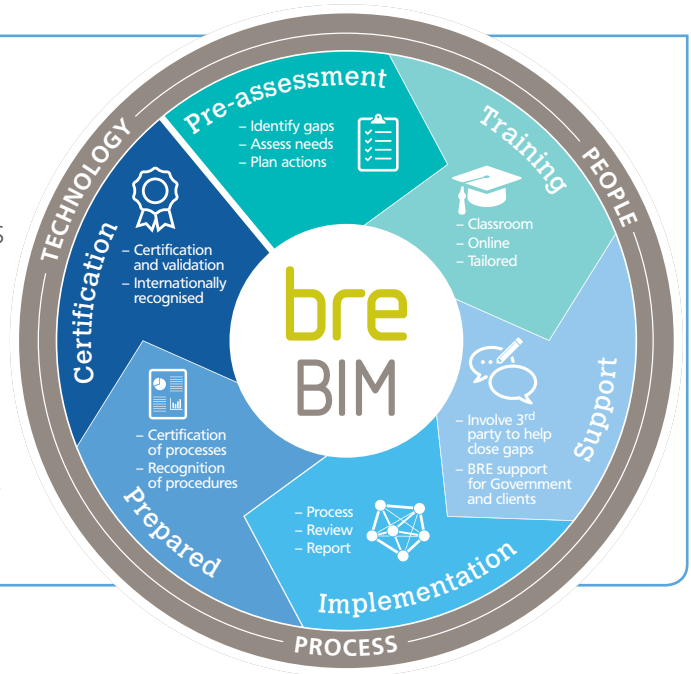 TECHNOLOGY
PEOPLE
PROCESS
bre
BIM
Pre-assessment
– Identify gaps
– Assess needs
– Plan actions
Training
– Classroom
– Online
– Tailored
Support
– Involve 3rd
party to help
close gaps
– BRE support
for Government
and clients
Implementation
– Process
– Review
– Report
Prepared
– Certification
of processes
– Recognition
of procedures
Certification
– Certification
and validation
– Internationally
recognised